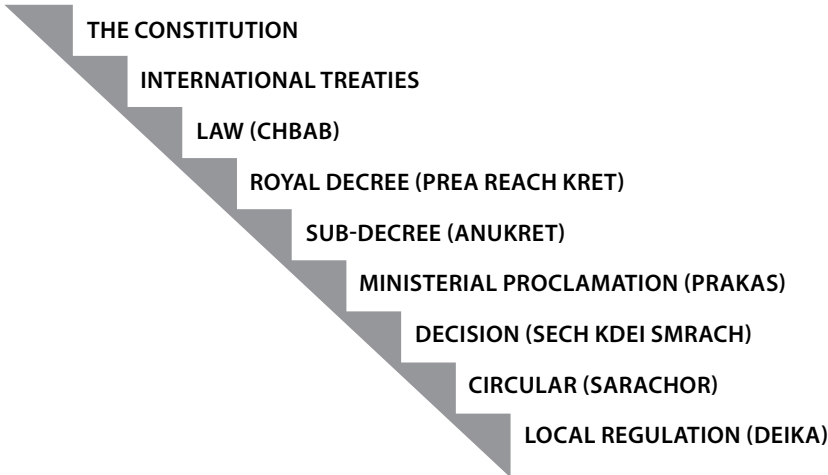 THE CONSTITUTION
INTERNATIONAL TREATIES
LAW (CHBAB)
ROYAL DECREE (PREA REACH KRET)
SUB-DECREE (ANUKRET)
MINISTERIAL PROCLAMATION (PRAKAS)
DECISION (SECH KDEI SMRACH)
CIRCULAR (SARACHOR)
LOCAL REGULATION (DEIKA)